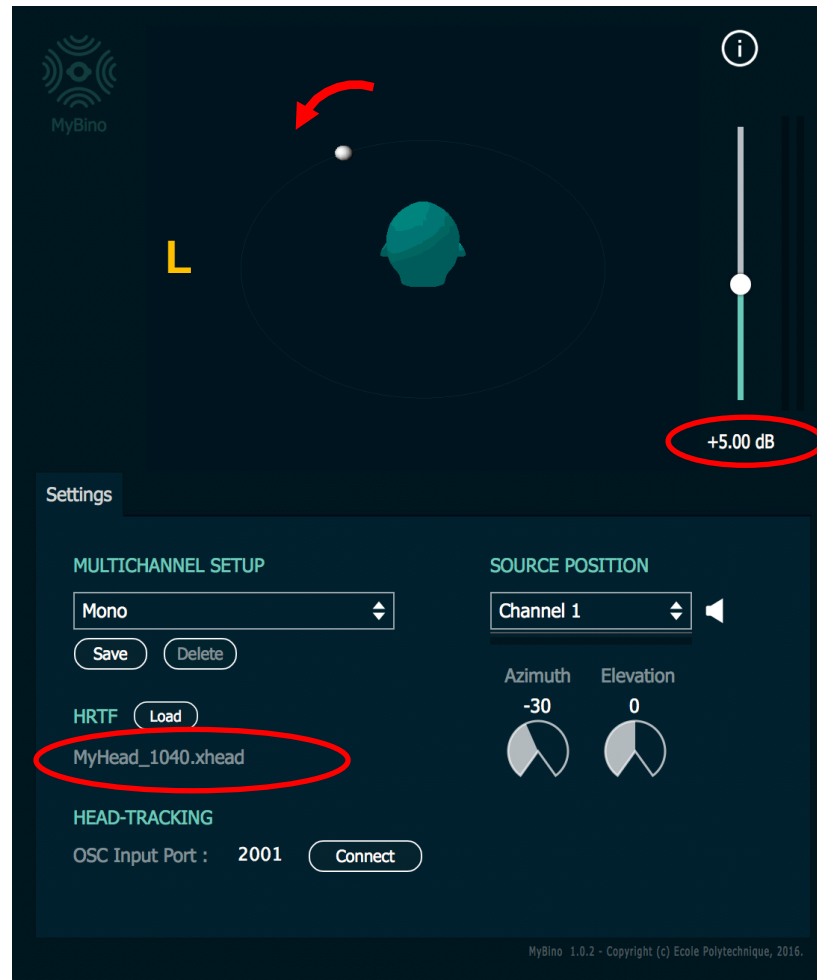 MyBino
i
L
+5.00 dB
Settings
MULTICHANNEL SETUP
SOURCE POSITION
Mono
Channel 1
Save Delete
Azimuth Elevation
-30 0
HRTF Load
MyHead_1040.xhead
HEAD-TRACKING
OSC Input Port : 2001 Connect
MyBino 1.0.2 - Copyright (c) Ecole Polytechnique, 2016.